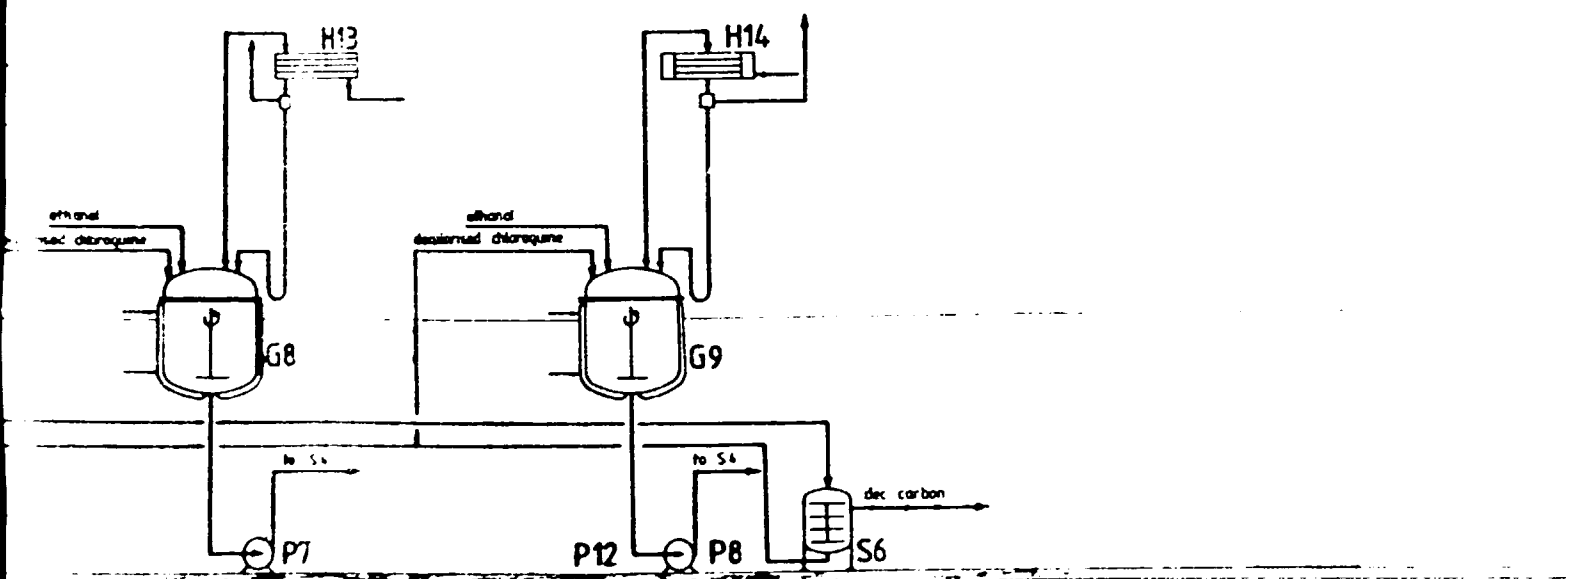 H13
H14
ethanol
ethanol
G8
G9
to S4
to S4
dec carbon
P7
P12
P8
S6